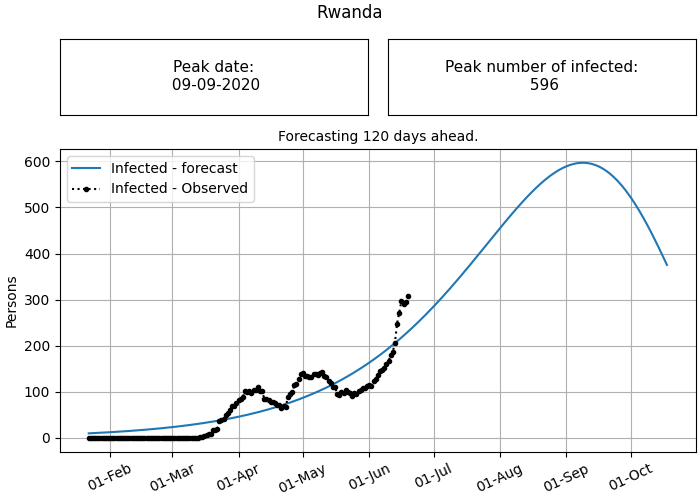 Rwanda
Peak date:
09-09-2020
Peak number of infected:
596
Forecasting 120 days ahead.
Infected - forecast
Infected - Observed
Persons
600
500
400
300
200
100
0
01-Feb
01-Mar
01-Apr
01-May
01-Jun
01-Jul
01-Aug
01-Sep
01-Oct